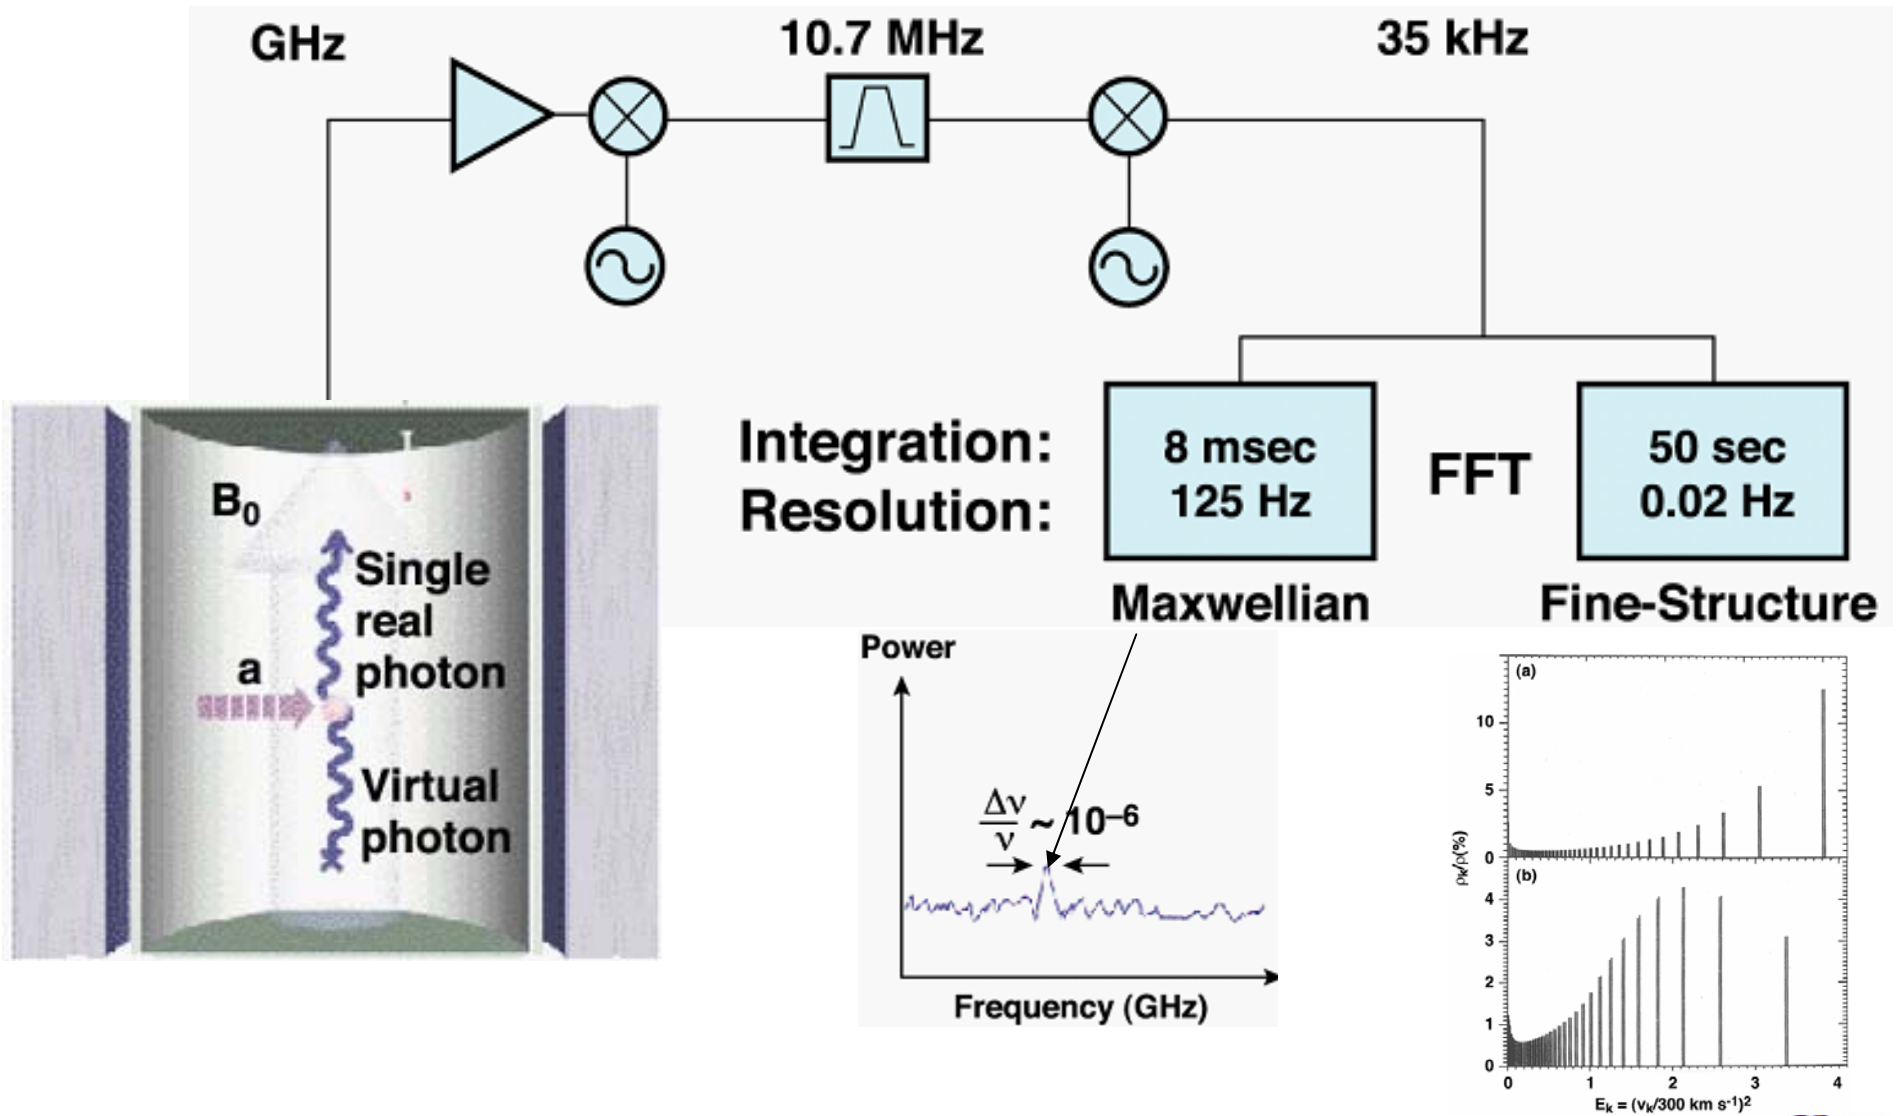 GHz
10.7 MHz
35 kHz
Integration:
Resolution:
8 msec
125 Hz
FFT
50 sec
0.02 Hz
Maxwellian
Fine-Structure
B₀
Single
real
photon
a
Virtual
photon
Power
Δν
ν
~ 10⁻⁶
Frequency (GHz)
(a)
10
5
0
ρₖ/ρ(%)
(b)
4
3
2
1
0
0 1 2 3 4
Eₖ = (vₖ/300 km s⁻¹)²